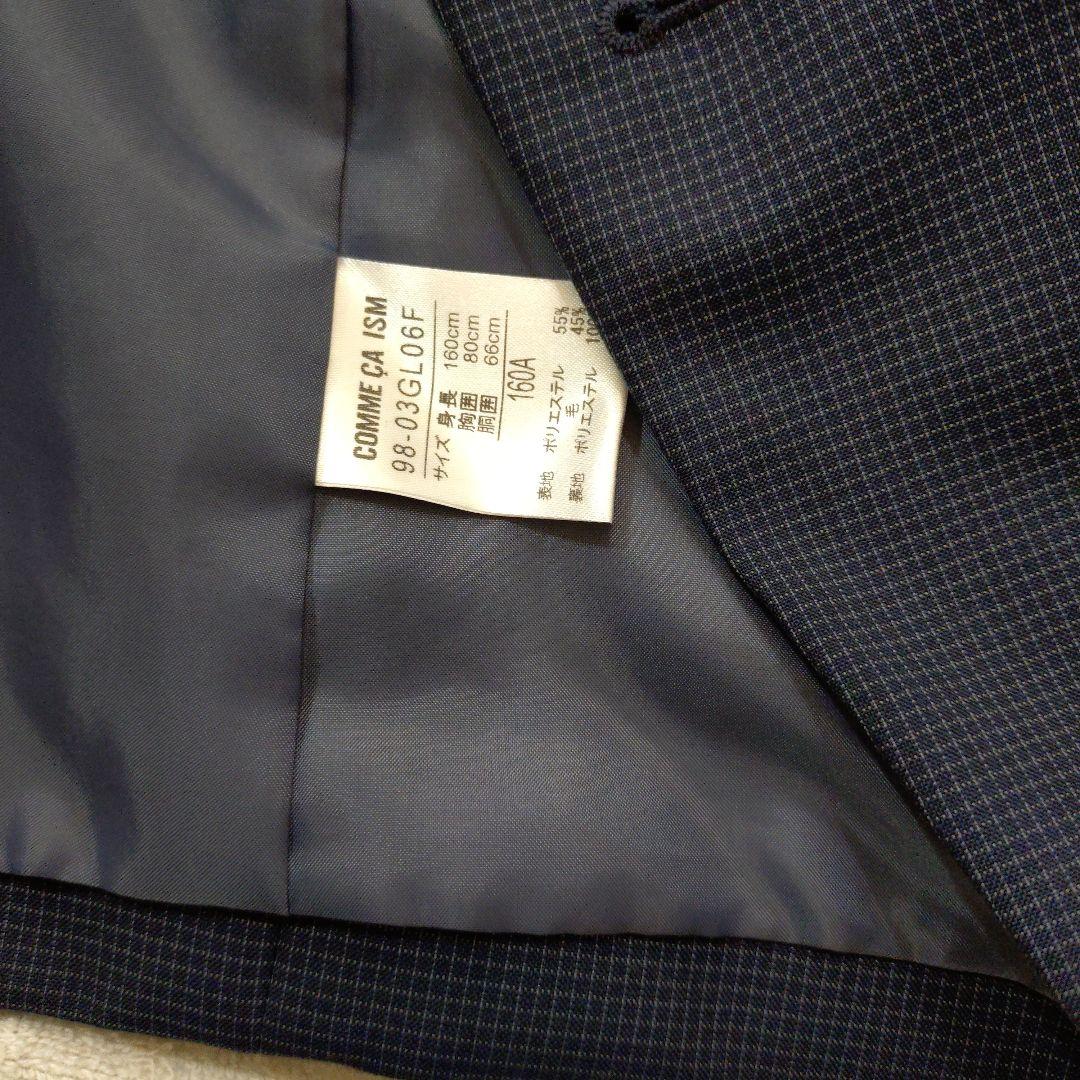 COMME ÇA ISM
98-03GL06F
サイズ 身長 160cm
胸囲 80cm
胴囲 66cm
160A
表地 ポリエステル 55%
毛 45%
裏地 ポリエステル